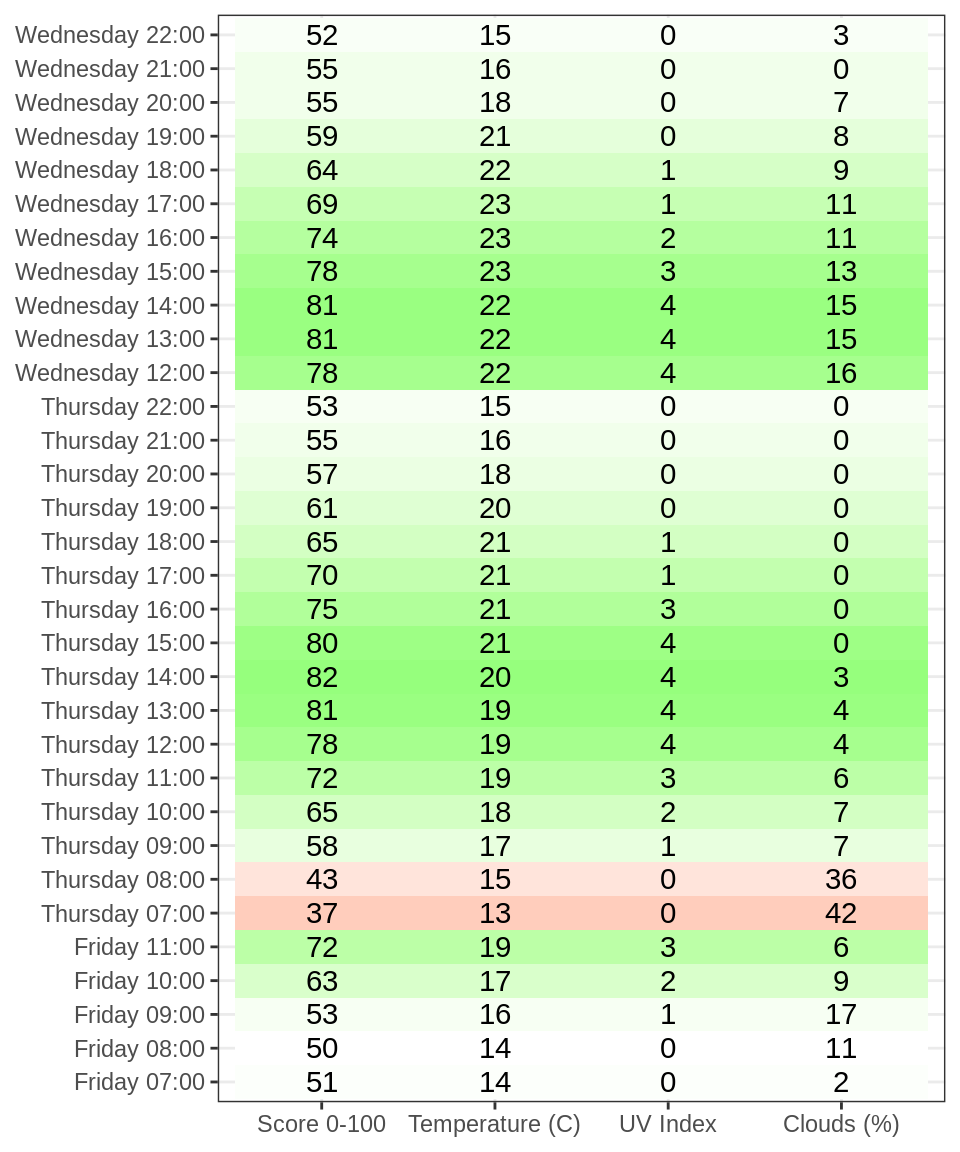 Wednesday 22:00 52 15 0 3
Wednesday 21:00 55 16 0 0
Wednesday 20:00 55 18 0 7
Wednesday 19:00 59 21 0 8
Wednesday 18:00 64 22 1 9
Wednesday 17:00 69 23 1 11
Wednesday 16:00 74 23 2 11
Wednesday 15:00 78 23 3 13
Wednesday 14:00 81 22 4 15
Wednesday 13:00 81 22 4 15
Wednesday 12:00 78 22 4 16
Thursday 22:00 53 15 0 0
Thursday 21:00 55 16 0 0
Thursday 20:00 57 18 0 0
Thursday 19:00 61 20 0 0
Thursday 18:00 65 21 1 0
Thursday 17:00 70 21 1 0
Thursday 16:00 75 21 3 0
Thursday 15:00 80 21 4 0
Thursday 14:00 82 20 4 3
Thursday 13:00 81 19 4 4
Thursday 12:00 78 19 4 4
Thursday 11:00 72 19 3 6
Thursday 10:00 65 18 2 7
Thursday 09:00 58 17 1 7
Thursday 08:00 43 15 0 36
Thursday 07:00 37 13 0 42
Friday 11:00 72 19 3 6
Friday 10:00 63 17 2 9
Friday 09:00 53 16 1 17
Friday 08:00 50 14 0 11
Friday 07:00 51 14 0 2
Score 0-100 Temperature (C) UV Index Clouds (%)